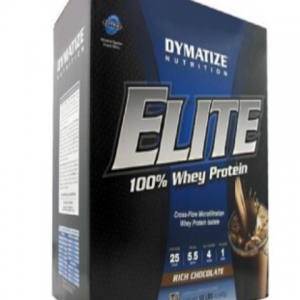 DYMATIZE
NUTRITION
ELITE
100% Whey Protein
Cross-Flow Microfiltration
Whey Protein Isolate
25 5.5 4 1
RICH CHOCOLATE